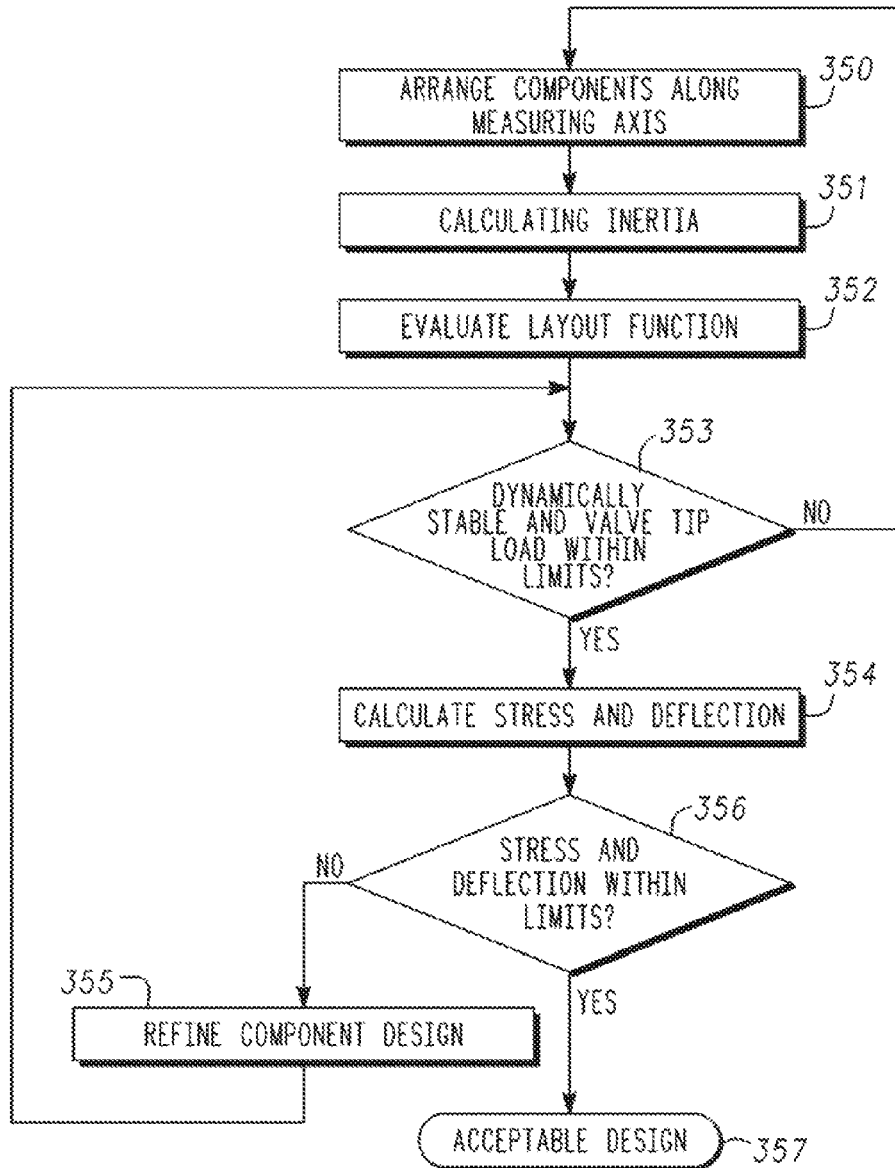 350
ARRANGE COMPONENTS ALONG
MEASURING AXIS
351
CALCULATING INERTIA
352
EVALUATE LAYOUT FUNCTION
353
DYNAMICALLY
STABLE AND VALVE TIP
LOAD WITHIN
LIMITS?
NO
YES
354
CALCULATE STRESS AND DEFLECTION
356
STRESS AND
DEFLECTION WITHIN
LIMITS?
NO
YES
355
REFINE COMPONENT DESIGN
ACCEPTABLE DESIGN
357